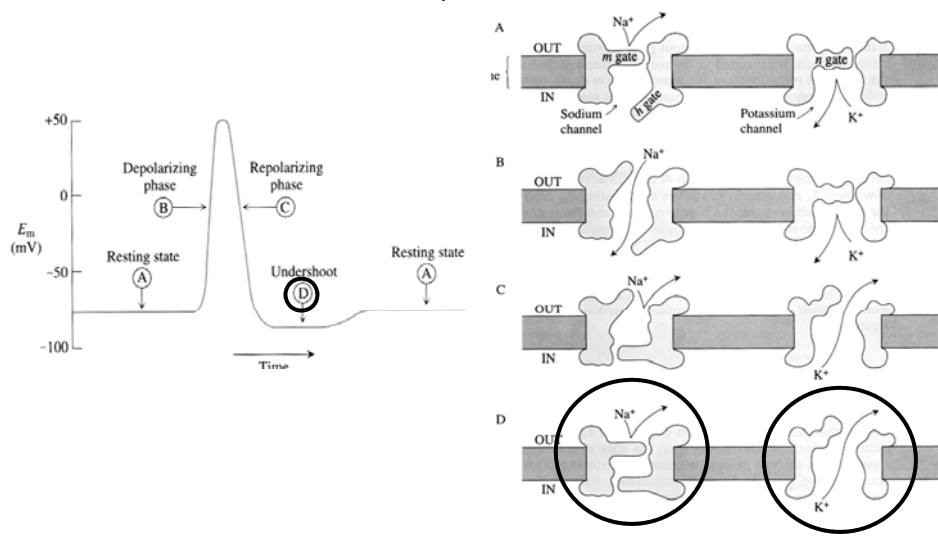 +50
0
−50
−100
E_m
(mV)
Depolarizing
phase
B
Repolarizing
phase
C
Resting state
A
Undershoot
D
Resting state
A
Time
A
OUT
IN
Na⁺
m gate
h gate
Sodium
channel
n gate
Potassium
channel
K⁺
B
OUT
IN
Na⁺
K⁺
C
OUT
IN
Na⁺
K⁺
D
OUT
IN
Na⁺
K⁺